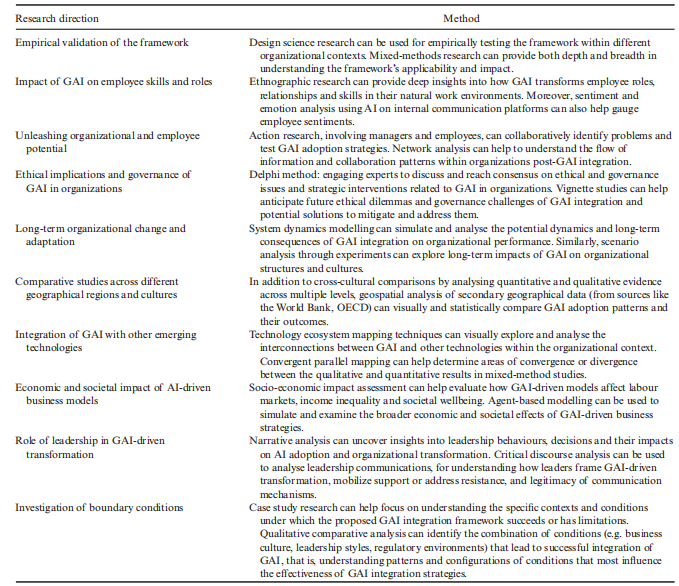 Research direction Method
Empirical validation of the framework Design science research can be used for empirically testing the framework within different
organizational contexts. Mixed-methods research can provide both depth and breadth in
understanding the framework's applicability and impact.
Impact of GAI on employee skills and roles Ethnographic research can provide deep insights into how GAI transforms employee roles,
relationships and skills in their natural work environments. Moreover, sentiment and
emotion analysis using AI on internal communication platforms can also help gauge
employee sentiments.
Unleashing organizational and employee Action research, involving managers and employees, can collaboratively identify problems and
potential test GAI adoption strategies. Network analysis can help to understand the flow of
information and collaboration patterns within organizations post-GAI integration.
Ethical implications and governance of Delphi method: engaging experts to discuss and reach consensus on ethical and governance
GAI in organizations issues and strategic interventions related to GAI in organizations. Vignette studies can help
anticipate future ethical dilemmas and governance challenges of GAI integration and
potential solutions to mitigate and address them.
Long-term organizational change and System dynamics modelling can simulate and analyse the potential dynamics and long-term
adaptation consequences of GAI integration on organizational performance. Similarly, scenario
analysis through experiments can explore long-term impacts of GAI on organizational
structures and cultures.
Comparative studies across different In addition to cross-cultural comparisons by analysing quantitative and qualitative evidence
geographical regions and cultures across multiple levels, geospatial analysis of secondary geographical data (from sources like
the World Bank, OECD) can visually and statistically compare GAI adoption patterns and
their outcomes.
Integration of GAI with other emerging Technology ecosystem mapping techniques can visually explore and analyse the
technologies interconnections between GAI and other technologies within the organizational context.
Convergent parallel mapping can help determine areas of convergence or divergence
between the qualitative and quantitative results in mixed-method studies.
Economic and societal impact of AI-driven Socio-economic impact assessment can help evaluate how GAI-driven models affect labour
business models markets, income inequality and societal wellbeing. Agent-based modelling can be used to
simulate and examine the broader economic and societal effects of GAI-driven business
strategies.
Role of leadership in GAI-driven Narrative analysis can uncover insights into leadership behaviours, decisions and their impacts
transformation on AI adoption and organizational transformation. Critical discourse analysis can be used
to analyse leadership communications, for understanding how leaders frame GAI-driven
transformation, mobilize support or address resistance, and legitimacy of communication
mechanisms.
Investigation of boundary conditions Case study research can help focus on understanding the specific contexts and conditions
under which the proposed GAI integration framework succeeds or has limitations.
Qualitative comparative analysis can identify the combination of conditions (e.g. business
culture, leadership styles, regulatory environments) that lead to successful integration of
GAI, that is, understanding patterns and configurations of conditions that most influence
the effectiveness of GAI integration strategies.